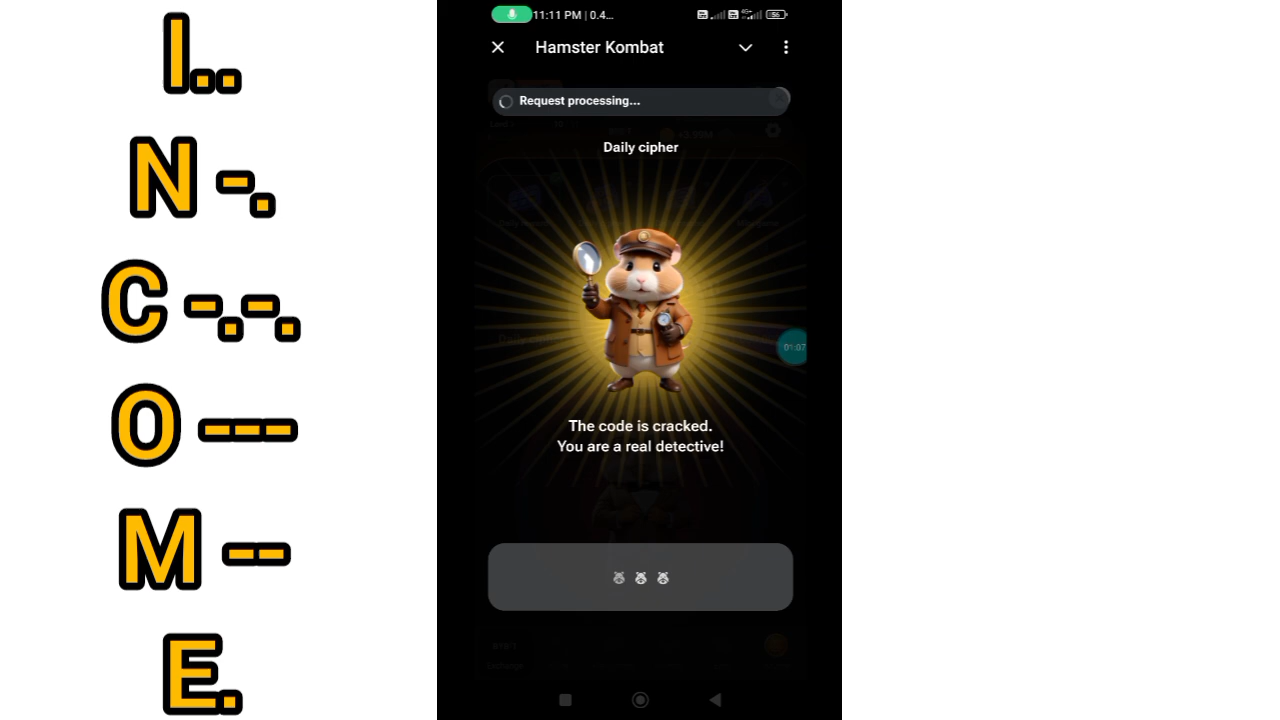 I..
N -.
C -.-.
O ---
M --
E.
11:11 PM | 0.4...
56
Hamster Kombat
Request processing...
Daily cipher
01:07
The code is cracked.
You are a real detective!